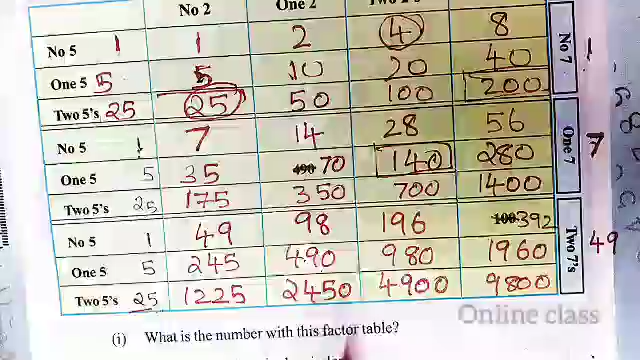 No 2 One 2
No 5 1 1 2 4 8 No 7 1
One 5 5 5 10 20 40
Two 5's 25 25 50 100 200
No 5 1 7 14 28 56 One 7 7
One 5 5 35 490 70 140 280
Two 5's 25 175 350 700 1400
No 5 1 49 98 196 100 392 Two 7's 49
One 5 5 245 490 980 1960
Two 5's 25 1225 2450 4900 9800
Online class
(i) What is the number with this factor table?